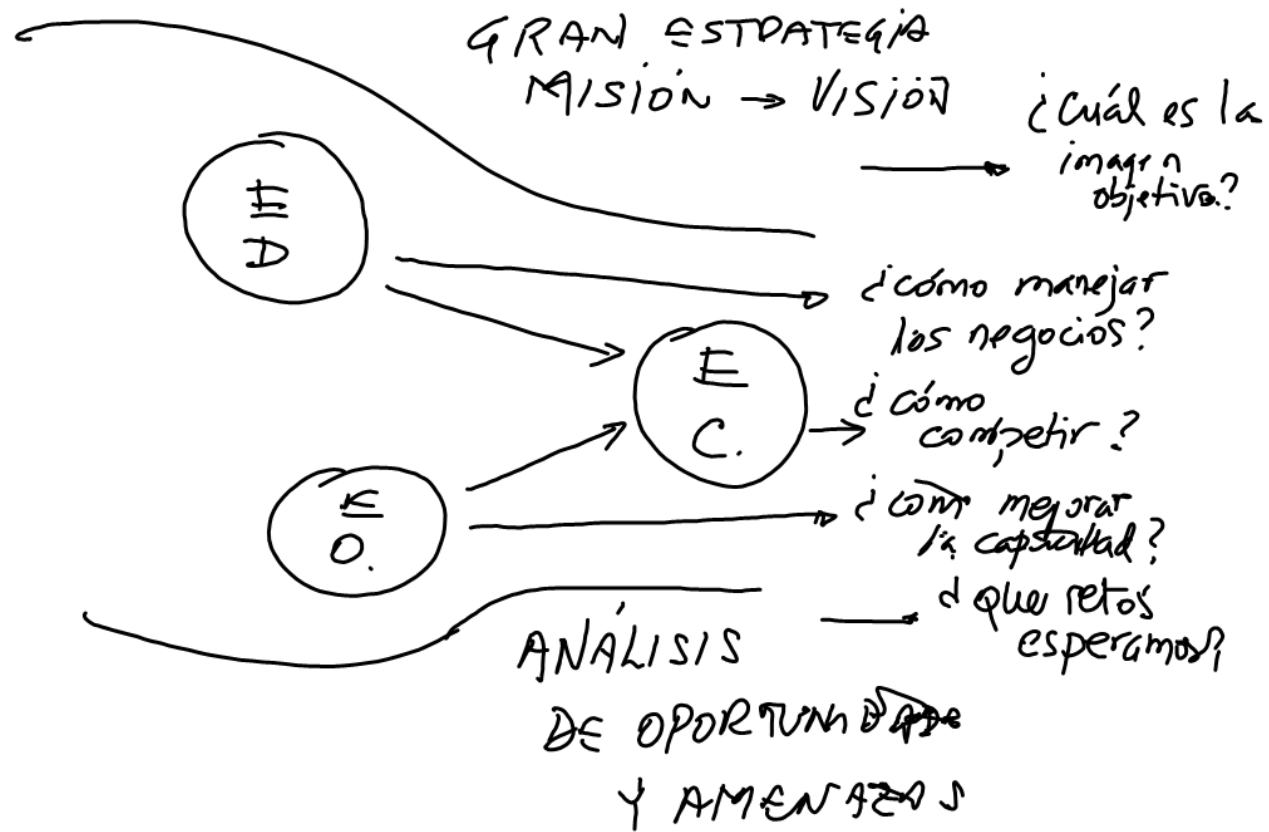 GRAN ESTRATEGIA
MISIÓN → VISIÓN
¿Cuál es la
imagen
objetivo?
E
D
¿cómo manejar
los negocios?
E
C.
¿cómo
competir?
E
O.
¿como mejorar
la capacidad?
¿que retos
esperamos?
ANÁLISIS
DE OPORTUNIDADES
Y AMENAZAS